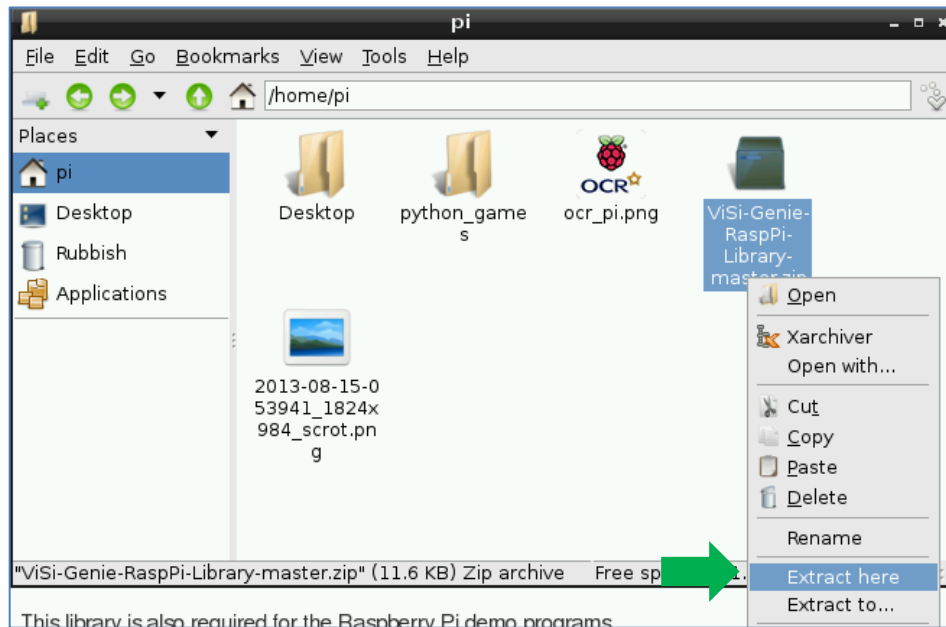 pi
File Edit Go Bookmarks View Tools Help
/home/pi
Places
pi
Desktop
Rubbish
Applications
Desktop
python_game
s
OCR
ocr_pi.png
ViSi-Genie-
RaspPi-
Library-
master.zip
2013-08-15-0
53941_1824x
984_scrot.pn
g
Open
Xarchiver
Open with...
Cut
Copy
Paste
Delete
Rename
Extract here
Extract to...
"ViSi-Genie-RaspPi-Library-master.zip" (11.6 KB) Zip archive Free
This library is also required for the Raspberry Pi demo programs